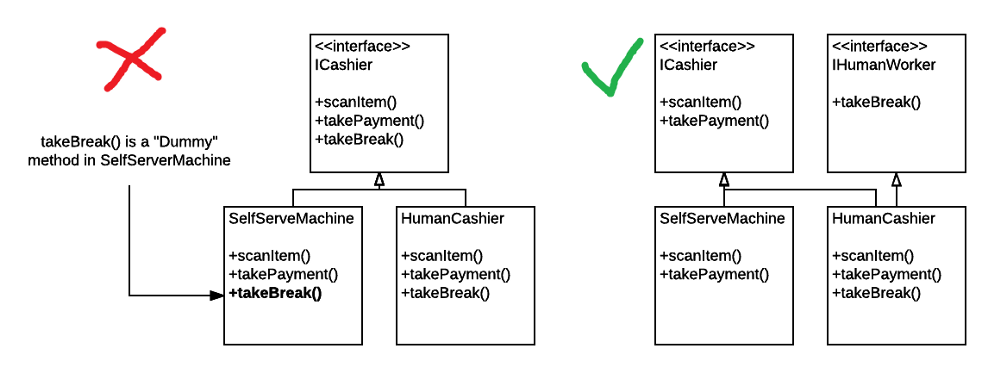 takeBreak() is a "Dummy"
method in SelfServerMachine
<<interface>>
ICashier
+scanItem()
+takePayment()
+takeBreak()
SelfServeMachine
+scanItem()
+takePayment()
+takeBreak()
HumanCashier
+scanItem()
+takePayment()
+takeBreak()
<<interface>>
ICashier
+scanItem()
+takePayment()
<<interface>>
IHumanWorker
+takeBreak()
SelfServeMachine
+scanItem()
+takePayment()
HumanCashier
+scanItem()
+takePayment()
+takeBreak()